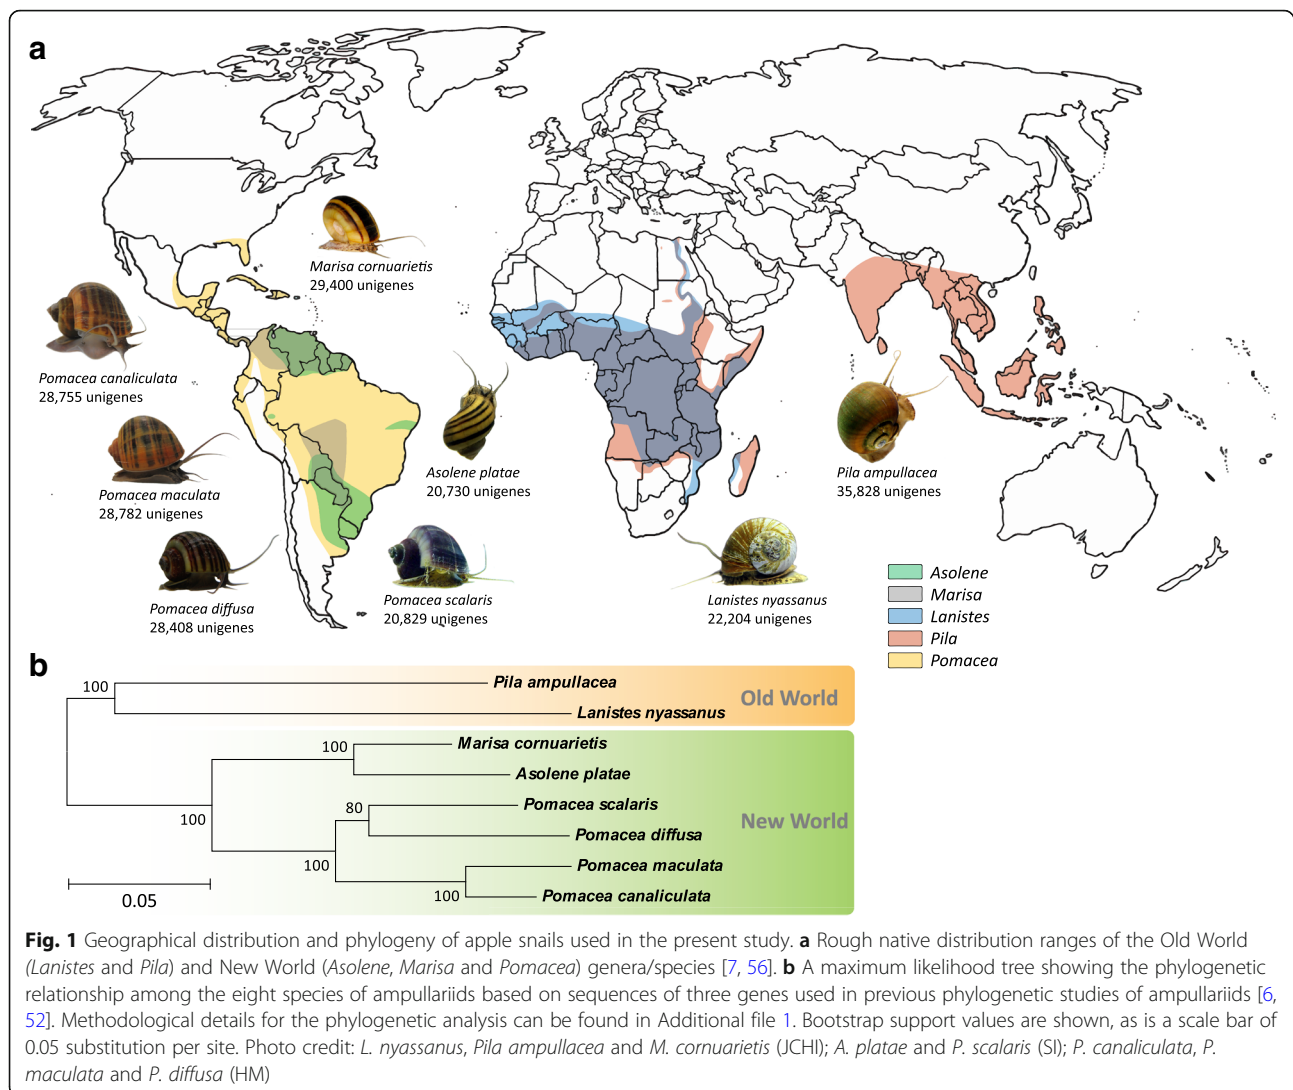 a
Marisa cornuarietis
29,400 unigenes
Pomacea canaliculata
28,755 unigenes
Pomacea maculata
28,782 unigenes
Asolene platae
20,730 unigenes
Pila ampullacea
35,828 unigenes
Pomacea diffusa
28,408 unigenes
Pomacea scalaris
20,829 unigenes
Lanistes nyassanus
22,204 unigenes
Asolene
Marisa
Lanistes
Pila
Pomacea
b
100
Pila ampullacea
Old World
Lanistes nyassanus
100
Marisa cornuarietis
Asolene platae
100
80
Pomacea scalaris
New World
Pomacea diffusa
100
Pomacea maculata
100
Pomacea canaliculata
0.05
Fig. 1 Geographical distribution and phylogeny of apple snails used in the present study. a Rough native distribution ranges of the Old World
(Lanistes and Pila) and New World (Asolene, Marisa and Pomacea) genera/species [7, 56]. b A maximum likelihood tree showing the phylogenetic
relationship among the eight species of ampullariids based on sequences of three genes used in previous phylogenetic studies of ampullariids [6,
52]. Methodological details for the phylogenetic analysis can be found in Additional file 1. Bootstrap support values are shown, as is a scale bar of
0.05 substitution per site. Photo credit: L. nyassanus, Pila ampullacea and M. cornuarietis (JCHI); A. platae and P. scalaris (SI); P. canaliculata, P.
maculata and P. diffusa (HM)